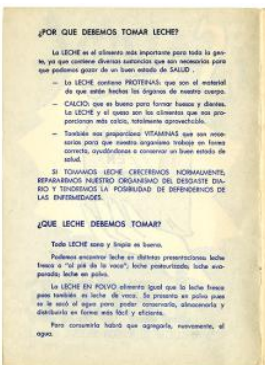 ¿POR QUE DEBEMOS TOMAR LECHE?
La LECHE es el alimento más importante para toda la gen-
te, ya que contiene diversas sustancias que son necesarias para
que podamos gozar de un buen estado de SALUD .
— La LECHE contiene PROTEINAS: que son el material
de que están hechos los órganos de nuestro cuerpo.
— CALCIO: que es bueno para formar huesos y dientes.
La LECHE y el queso son los alimentos que nos pro-
porcionan más calcio, totalmente aprovechable.
— También nos proporciona VITAMINAS que son nece-
sarias para que nuestro organismo trabaje en forma
correcta, ayudándonos a conservar un buen estado de
salud.
SI TOMAMOS LECHE CRECEREMOS NORMALMENTE;
REPARAREMOS NUESTRO ORGANISMO DEL DESGASTE DIA-
RIO Y TENDREMOS LA POSIBILIDAD DE DEFENDERNOS DE
LAS ENFERMEDADES.
¿QUE LECHE DEBEMOS TOMAR?
Toda LECHE sana y limpia es buena.
Podemos encontrar leche en distintas presentaciones: leche
fresca o "al pié de la vaca"; leche pasteurizada; leche eva-
porada; leche en polvo.
La LECHE EN POLVO alimenta igual que la leche fresca
pues también es leche de vaca. Se presenta en polvo pues
se le sacó el agua para poder conservarla, almacenarla y
distribuirla en forma más fácil y eficiente.
Para consumirla habrá que agregarle, nuevamente, el
agua.